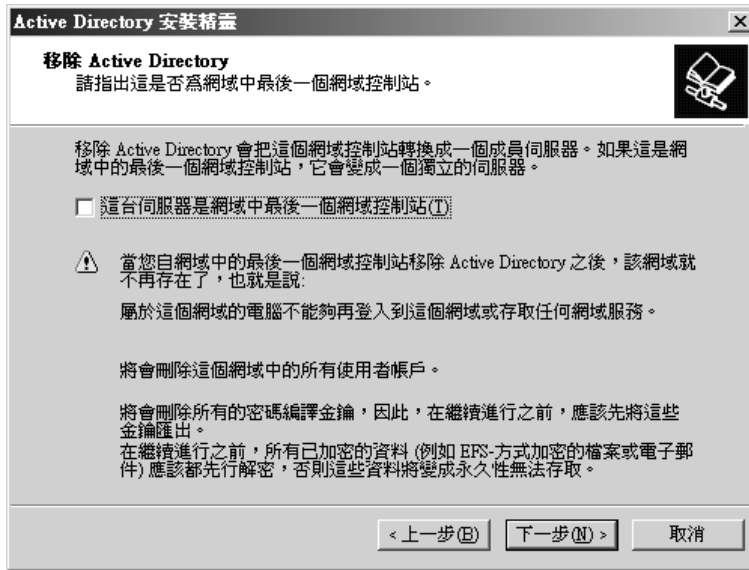 Active Directory 安裝精靈
移除 Active Directory
請指出這是否為網域中最後一個網域控制站。
移除 Active Directory 會把這個網域控制站轉換成一個成員伺服器。如果這是網
域中的最後一個網域控制站，它會變成一個獨立的伺服器。
這台伺服器是網域中最後一個網域控制站(T)
當您自網域中的最後一個網域控制站移除 Active Directory 之後，該網域就
不再存在了，也就是說:
屬於這個網域的電腦不能夠再登入到這個網域或存取任何網域服務。
將會刪除這個網域中的所有使用者帳戶。
將會刪除所有的密碼編譯金鑰，因此，在繼續進行之前，應該先將這些
金鑰匯出。
在繼續進行之前，所有已加密的資料 (例如 EFS-方式加密的檔案或電子郵
件) 應該都先行解密，否則這些資料將變成永久性無法存取。
< 上一步(B) 下一步(N) > 取消